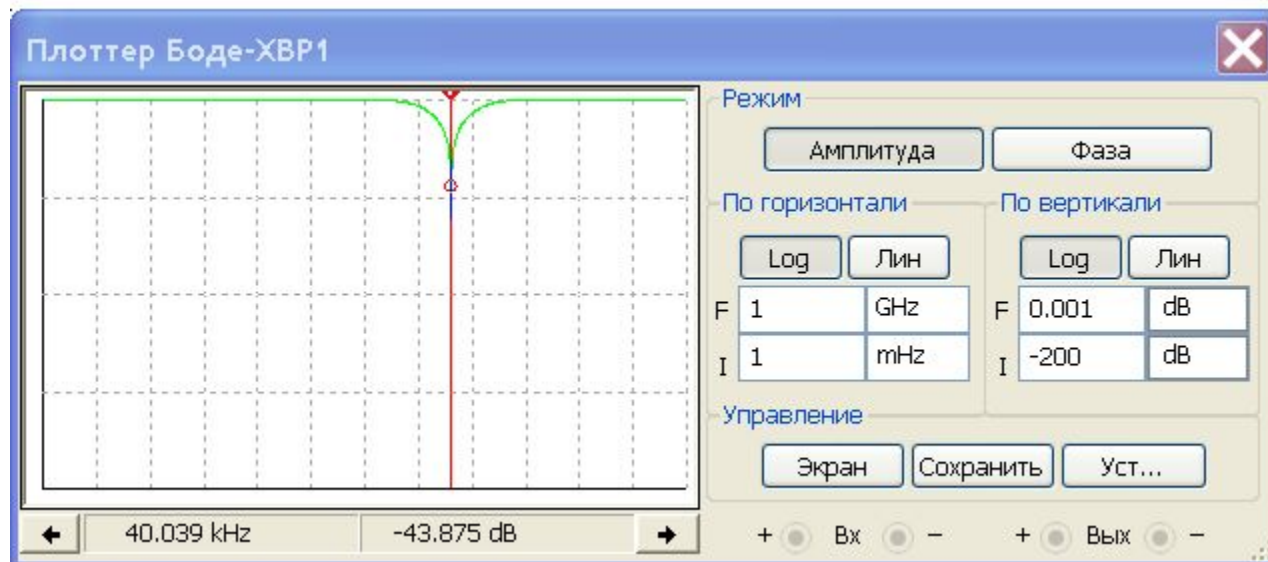 Плоттер Боде-XBP1
Режим
Амплитуда Фаза
По горизонтали По вертикали
Log Лин Log Лин
F 1 GHz F 0.001 dB
I 1 mHz I -200 dB
Управление
Экран Сохранить Уст...
40.039 kHz -43.875 dB + Вх - + Вых -